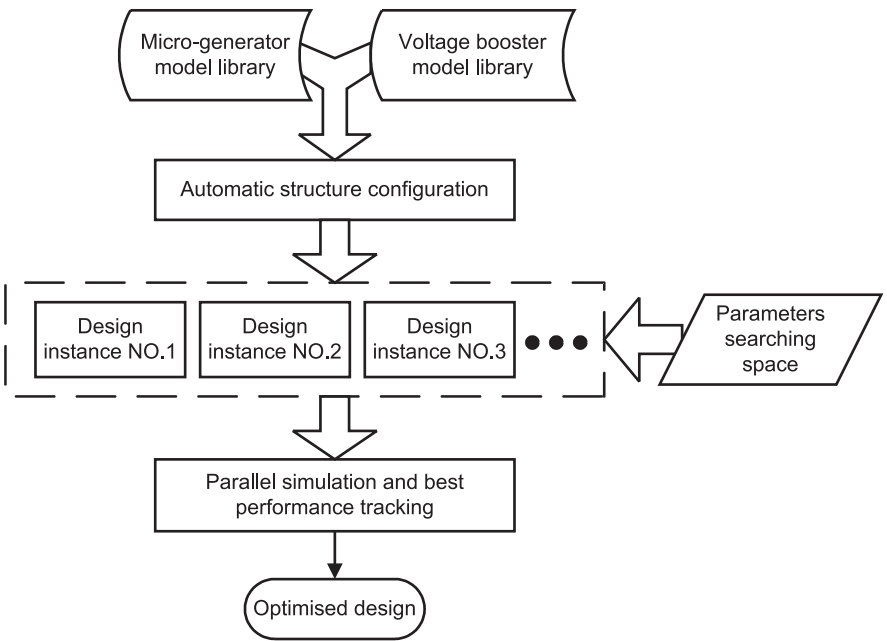 Micro-generator
model library
Voltage booster
model library
Automatic structure configuration
Design
instance NO.1
Design
instance NO.2
Design
instance NO.3
Parameters
searching
space
Parallel simulation and best
performance tracking
Optimised design